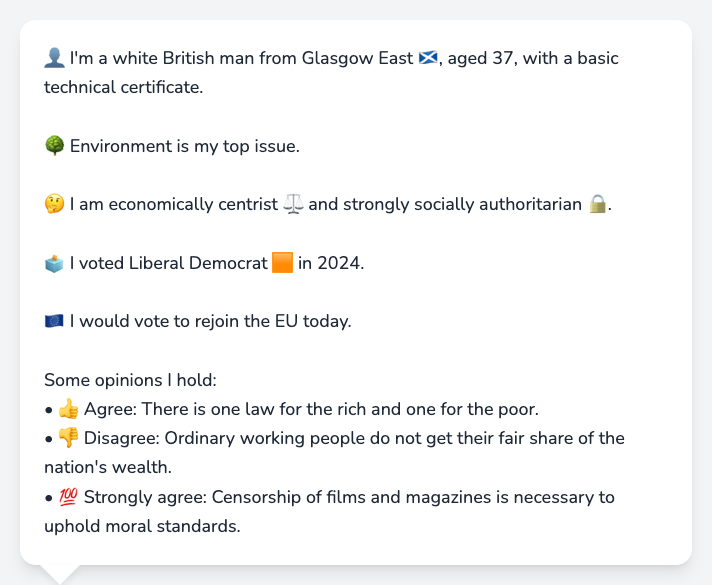 👤 I'm a white British man from Glasgow East 🏴󠁧󠁢󠁳󠁣󠁴󠁿, aged 37, with a basic
technical certificate.
🌳 Environment is my top issue.
🤔 I am economically centrist ⚖️ and strongly socially authoritarian 🔒.
🗳️ I voted Liberal Democrat 🟧 in 2024.
🇪🇺 I would vote to rejoin the EU today.
Some opinions I hold:
• 👍 Agree: There is one law for the rich and one for the poor.
• 👎 Disagree: Ordinary working people do not get their fair share of the
nation's wealth.
• 💯 Strongly agree: Censorship of films and magazines is necessary to
uphold moral standards.